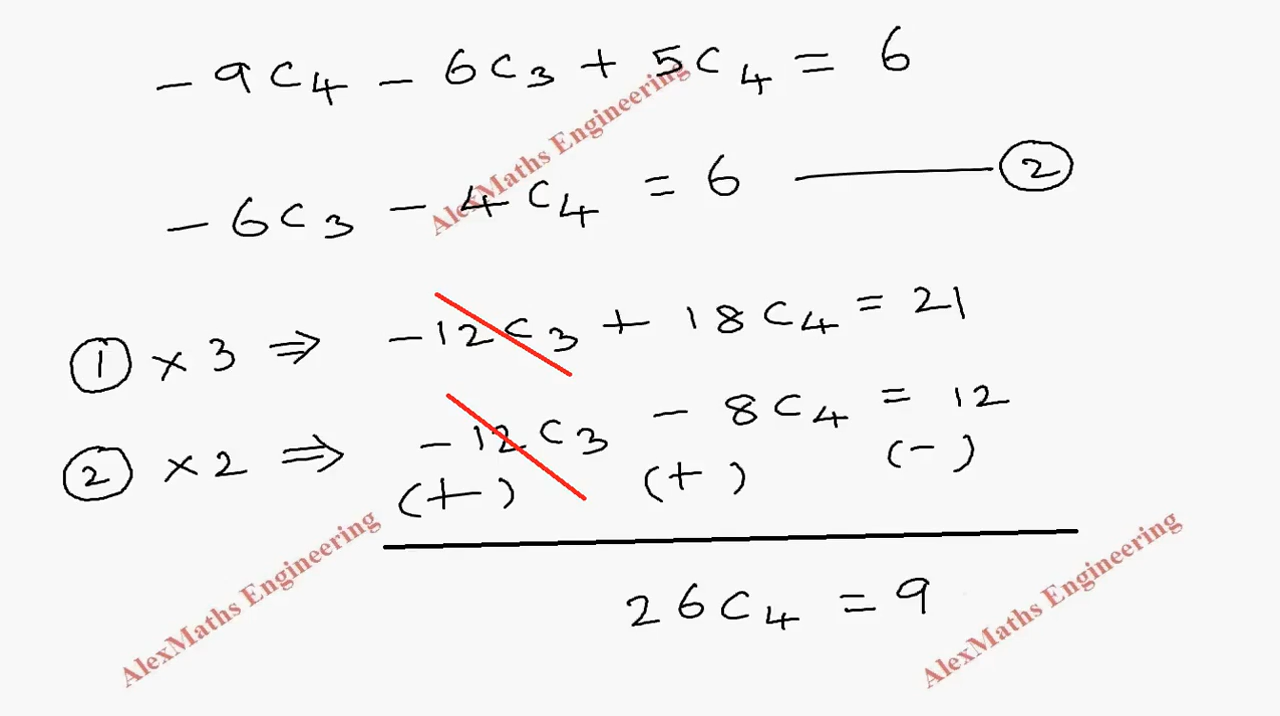 - 9C₄ - 6C₃ + 5C₄ = 6
AlexMaths Engineering
- 6C₃ - 4C₄ = 6 ——— ②
① × 3 ⇒ - 12C₃ + 18C₄ = 21
② × 2 ⇒ - 12C₃ - 8C₄ = 12
(+) (+) (-)
26C₄ = 9
AlexMaths Engineering
AlexMaths Engineering